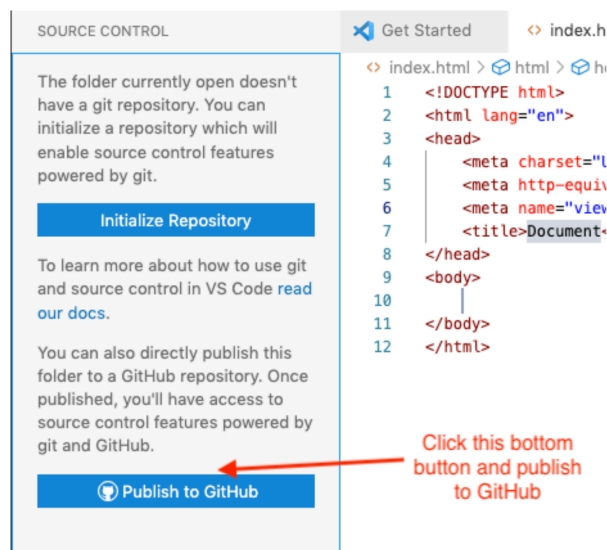 SOURCE CONTROL
The folder currently open doesn't
have a git repository. You can
initialize a repository which will
enable source control features
powered by git.
Initialize Repository
To learn more about how to use git
and source control in VS Code read
our docs.
You can also directly publish this
folder to a GitHub repository. Once
published, you'll have access to
source control features powered by
git and GitHub.
Publish to GitHub
Get Started
index.h
index.html > html >
1 <!DOCTYPE html>
2 <html lang="en">
3 <head>
4 <meta charset="
5 <meta http-equiv
6 <meta name="view
7 <title>Document<
8 </head>
9 <body>
10
11 </body>
12 </html>
Click this bottom
button and publish
to GitHub